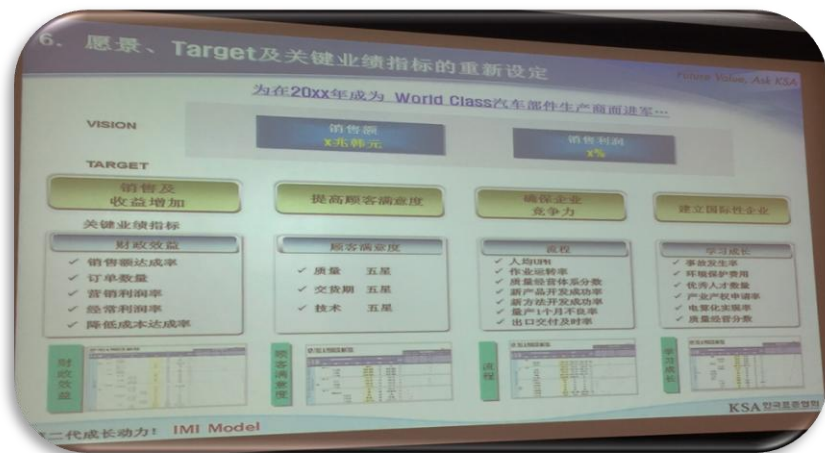 6. 愿景、Target及关键业绩指标的重新设定
Future Value, Ask KSA
为在20xx年成为 World Class汽车部件生产商而进军…
VISION
销售额
x兆韩元
销售利润
x%
TARGET
销售及
收益增加
提高顾客满意度
确保企业
竞争力
建立国际性企业
关键业绩指标
财政效益
✓ 销售额达成率
✓ 订单数量
✓ 营销利润率
✓ 经常利润率
✓ 降低成本达成率
顾客满意度
✓ 质量 五星
✓ 交货期 五星
✓ 技术 五星
流程
✓ 人均UPH
✓ 作业运转率
✓ 质量经营体系分数
✓ 新产品开发成功率
✓ 新方法开发成功率
✓ 量产1个月不良率
✓ 出口交付及时率
学习成长
✓ 事故发生率
✓ 环境保护费用
✓ 优秀人才数量
✓ 产业产权申请率
✓ 电算化实现率
✓ 质量经营分数
财政效益
顾客满意度
流程
学习成长
二代成长动力! IMI Model
KSA 한국표준협회